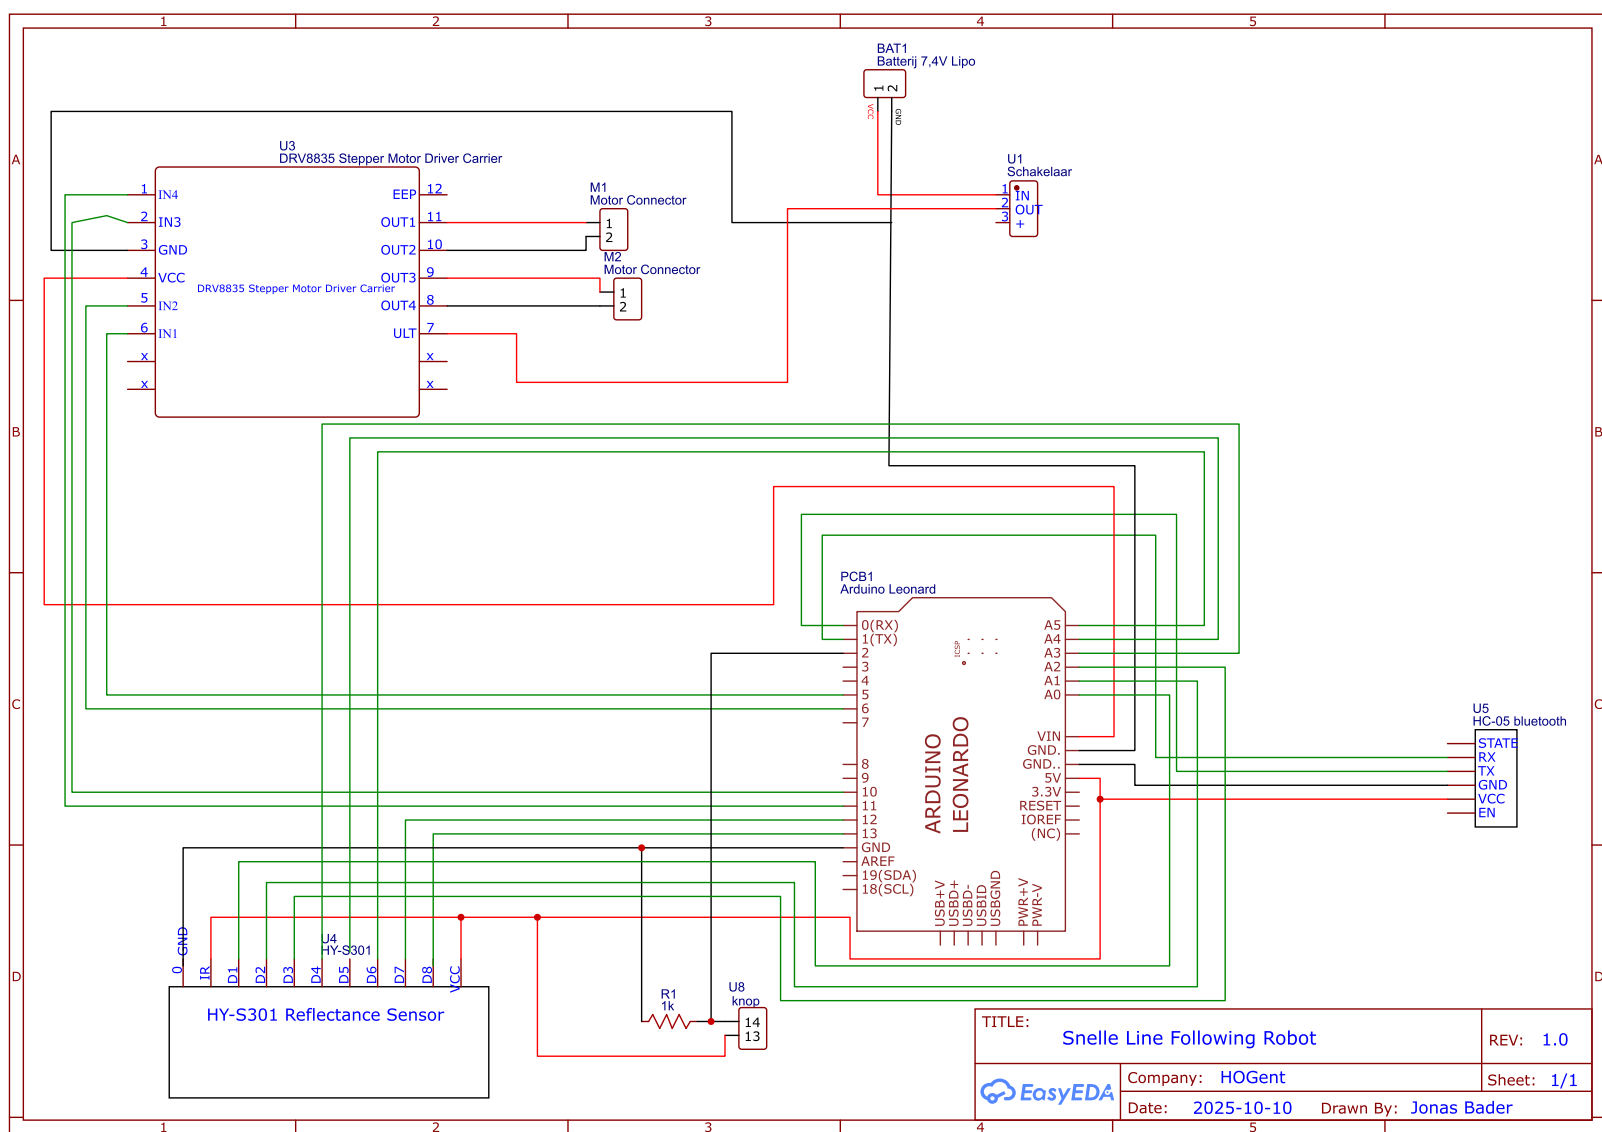 1 2 3 4 5
A A
B B
C C
D D
1 2 3 4 5
BAT1
Batterij 7,4V Lipo
1 2
VCC GND
U1
Schakelaar
1 IN
2 OUT
3 +
U3
DRV8835 Stepper Motor Driver Carrier
1 IN4
2 IN3
3 GND
4 VCC
5 IN2
6 IN1
x
x
DRV8835 Stepper Motor Driver Carrier
EEP 12
OUT1 11
OUT2 10
OUT3 9
OUT4 8
ULT 7
x
x
M1
Motor Connector
1
2
M2
Motor Connector
1
2
PCB1
Arduino Leonard
0(RX)
1(TX)
2
3
4
5
6
7
8
9
10
11
12
13
GND
AREF
19(SDA)
18(SCL)
ICSP
ARDUINO
LEONARDO
A5
A4
A3
A2
A1
A0
VIN
GND.
GND..
5V
3.3V
RESET
IOREF
(NC)
USB+V
USBD+
USBD-
USBID
USBGND
PWR+V
PWR-V
U5
HC-05 bluetooth
STATE
RX
TX
GND
VCC
EN
U4
HY-S301
0 GND
IR
D1
D2
D3
D4
D5
D6
D7
D8
VCC
HY-S301 Reflectance Sensor
R1
1k
U8
knop
14
13
TITLE:
Snelle Line Following Robot
REV: 1.0
EasyEDA
Company: HOGent
Sheet: 1/1
Date: 2025-10-10 Drawn By: Jonas Bader